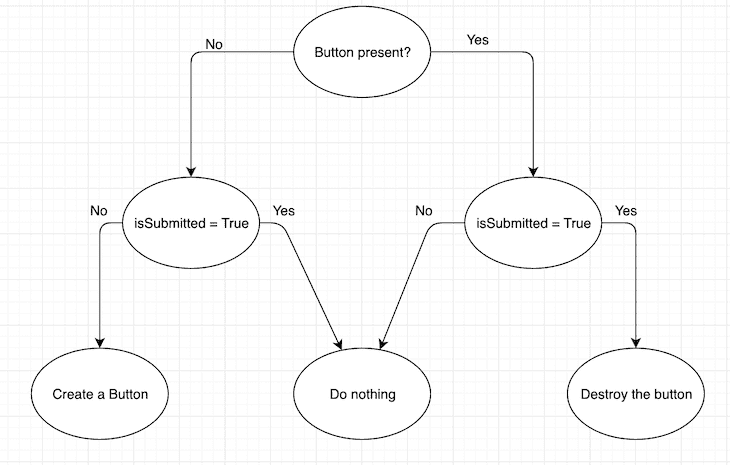 Button present?
No
Yes
isSubmitted = True
isSubmitted = True
No
Yes
No
Yes
Create a Button
Do nothing
Destroy the button